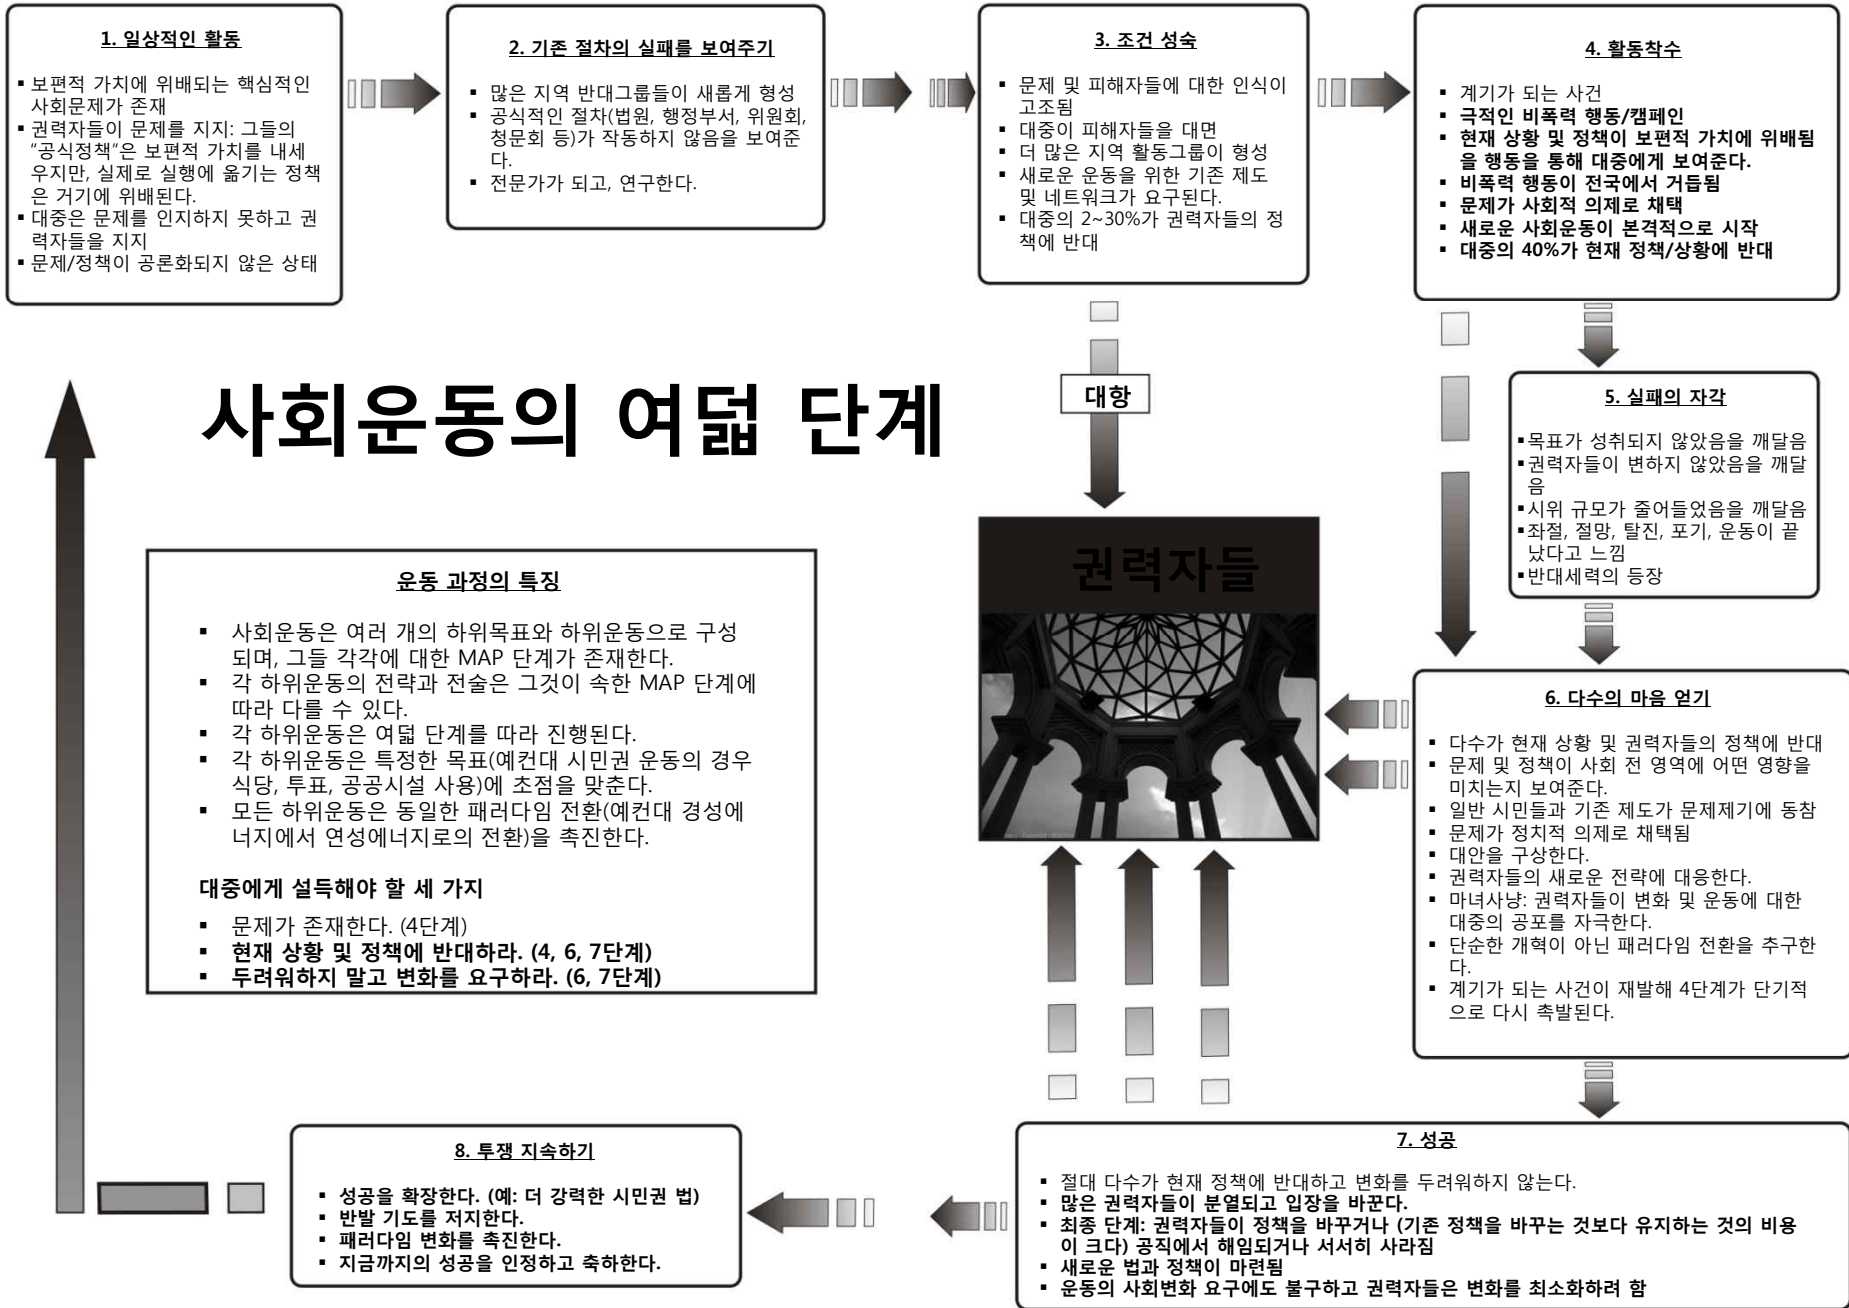 1. 일상적인 활동
▪ 보편적 가치에 위배되는 핵심적인
사회문제가 존재
▪ 권력자들이 문제를 지지: 그들의
"공식정책"은 보편적 가치를 내세
우지만, 실제로 실행에 옮기는 정책
은 거기에 위배된다.
▪ 대중은 문제를 인지하지 못하고 권
력자들을 지지
▪ 문제/정책이 공론화되지 않은 상태
2. 기존 절차의 실패를 보여주기
▪ 많은 지역 반대그룹들이 새롭게 형성
▪ 공식적인 절차(법원, 행정부서, 위원회,
청문회 등)가 작동하지 않음을 보여준
다.
▪ 전문가가 되고, 연구한다.
3. 조건 성숙
▪ 문제 및 피해자들에 대한 인식이
고조됨
▪ 대중이 피해자들을 대면
▪ 더 많은 지역 활동그룹이 형성
▪ 새로운 운동을 위한 기존 제도
및 네트워크가 요구된다.
▪ 대중의 2~30%가 권력자들의 정
책에 반대
4. 활동착수
▪ 계기가 되는 사건
▪ 극적인 비폭력 행동/캠페인
▪ 현재 상황 및 정책이 보편적 가치에 위배됨
을 행동을 통해 대중에게 보여준다.
▪ 비폭력 행동이 전국에서 거듭됨
▪ 문제가 사회적 의제로 채택
▪ 새로운 사회운동이 본격적으로 시작
▪ 대중의 40%가 현재 정책/상황에 반대
사회운동의 여덟 단계
대항
권력자들
5. 실패의 자각
▪목표가 성취되지 않았음을 깨달음
▪권력자들이 변하지 않았음을 깨달
음
▪시위 규모가 줄어들었음을 깨달음
▪좌절, 절망, 탈진, 포기, 운동이 끝
났다고 느낌
▪반대세력의 등장
운동 과정의 특징
▪ 사회운동은 여러 개의 하위목표와 하위운동으로 구성
되며, 그들 각각에 대한 MAP 단계가 존재한다.
▪ 각 하위운동의 전략과 전술은 그것이 속한 MAP 단계에
따라 다를 수 있다.
▪ 각 하위운동은 여덟 단계를 따라 진행된다.
▪ 각 하위운동은 특정한 목표(예컨대 시민권 운동의 경우
식당, 투표, 공공시설 사용)에 초점을 맞춘다.
▪ 모든 하위운동은 동일한 패러다임 전환(예컨대 경성에
너지에서 연성에너지로의 전환)을 촉진한다.
대중에게 설득해야 할 세 가지
▪ 문제가 존재한다. (4단계)
▪ 현재 상황 및 정책에 반대하라. (4, 6, 7단계)
▪ 두려워하지 말고 변화를 요구하라. (6, 7단계)
6. 다수의 마음 얻기
▪ 다수가 현재 상황 및 권력자들의 정책에 반대
▪ 문제 및 정책이 사회 전 영역에 어떤 영향을
미치는지 보여준다.
▪ 일반 시민들과 기존 제도가 문제제기에 동참
▪ 문제가 정치적 의제로 채택됨
▪ 대안을 구상한다.
▪ 권력자들의 새로운 전략에 대응한다.
▪ 마녀사냥: 권력자들이 변화 및 운동에 대한
대중의 공포를 자극한다.
▪ 단순한 개혁이 아닌 패러다임 전환을 추구한
다.
▪ 계기가 되는 사건이 재발해 4단계가 단기적
으로 다시 촉발된다.
7. 성공
▪ 절대 다수가 현재 정책에 반대하고 변화를 두려워하지 않는다.
▪ 많은 권력자들이 분열되고 입장을 바꾼다.
▪ 최종 단계: 권력자들이 정책을 바꾸거나 (기존 정책을 바꾸는 것보다 유지하는 것의 비용
이 크다) 공직에서 해임되거나 서서히 사라짐
▪ 새로운 법과 정책이 마련됨
▪ 운동의 사회변화 요구에도 불구하고 권력자들은 변화를 최소화하려 함
8. 투쟁 지속하기
▪ 성공을 확장한다. (예: 더 강력한 시민권 법)
▪ 반발 기도를 저지한다.
▪ 패러다임 변화를 촉진한다.
▪ 지금까지의 성공을 인정하고 축하한다.